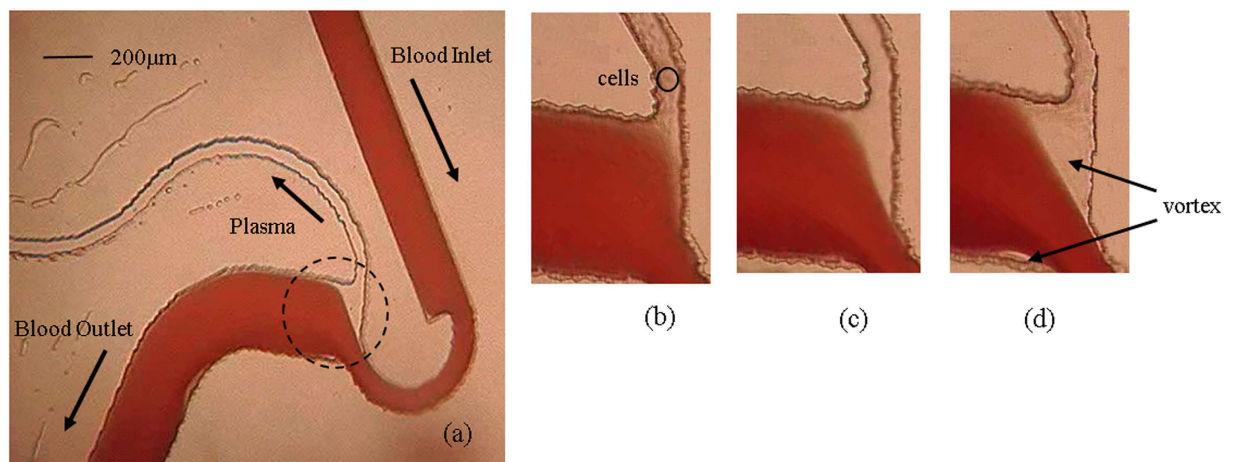 200μm
Blood Inlet
Plasma
Blood Outlet
(a)
cells
(b)
(c)
vortex
(d)